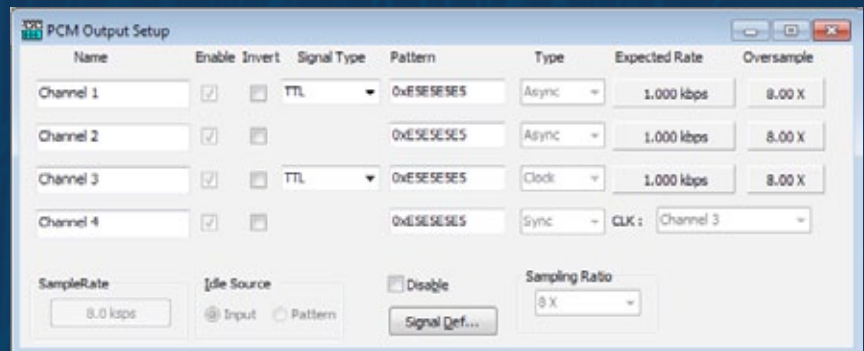 PCM Output Setup
Name Enable Invert Signal Type Pattern Type Expected Rate Oversample
Channel 1 TTL 0xE5E5E5E5 Async 1.000 kbps 8.00 X
Channel 2 0xE5E5E5E5 Async 1.000 kbps 8.00 X
Channel 3 TTL 0xE5E5E5E5 Clock 1.000 kbps 8.00 X
Channel 4 0xE5E5E5E5 Sync CLK : Channel 3
SampleRate Idle Source Disable Sampling Ratio
8.0 ksps Input Pattern Signal Def... 8 X